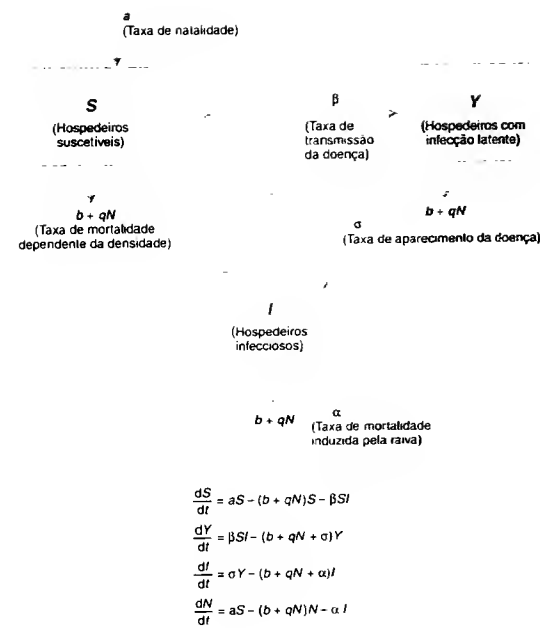 a
(Taxa de natalidade)
S
(Hospedeiros
suscetíveis)
β
(Taxa de
transmissão
da doença)
Y
(Hospedeiros com
infecção latente)
b + qN
(Taxa de mortalidade
dependente da densidade)
b + qN
σ
(Taxa de aparecimento da doença)
I
(Hospedeiros
infecciosos)
b + qN
α
(Taxa de mortalidade
induzida pela raiva)
dS/dt = aS – (b + qN)S – βSI
dY/dt = βSI – (b + qN + σ)Y
dI/dt = σY – (b + qN + α)I
dN/dt = aS – (b + qN)N – α I